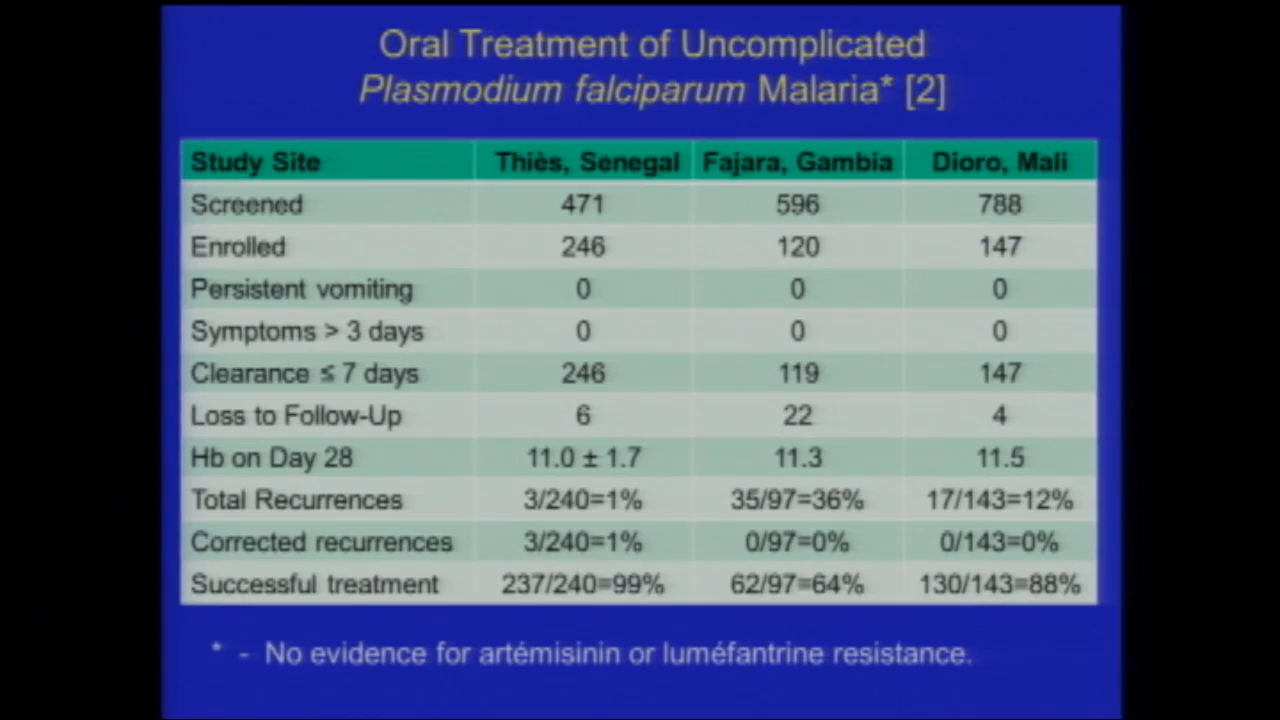 Oral Treatment of Uncomplicated
Plasmodium falciparum Malaria* [2]
Study Site Thiès, Senegal Fajara, Gambia Dioro, Mali
Screened 471 596 788
Enrolled 246 120 147
Persistent vomiting 0 0 0
Symptoms > 3 days 0 0 0
Clearance ≤ 7 days 246 119 147
Loss to Follow-Up 6 22 4
Hb on Day 28 11.0 ± 1.7 11.3 11.5
Total Recurrences 3/240=1% 35/97=36% 17/143=12%
Corrected recurrences 3/240=1% 0/97=0% 0/143=0%
Successful treatment 237/240=99% 62/97=64% 130/143=88%
* - No evidence for artémisinin or luméfantrine resistance.